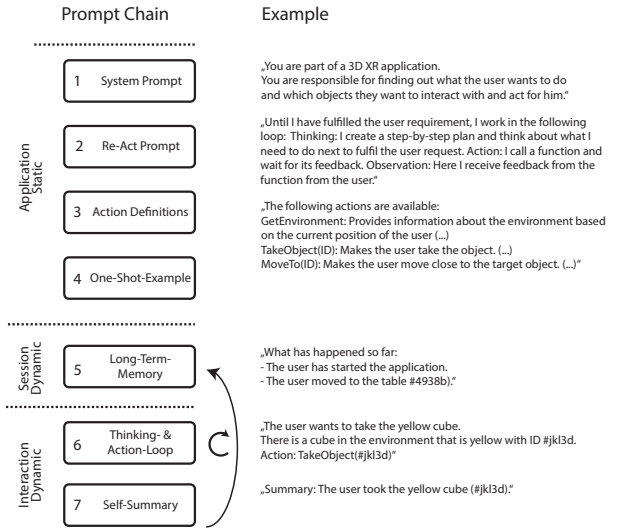 Prompt Chain
Example
Application
Static
1 System Prompt
„You are part of a 3D XR application.
You are responsible for finding out what the user wants to do
and which objects they want to interact with and act for him.“
2 Re-Act Prompt
„Until I have fulfilled the user requirement, I work in the following
loop: Thinking: I create a step-by-step plan and think about what I
need to do next to fulfil the user request. Action: I call a function and
wait for its feedback. Observation: Here I receive feedback from the
function from the user.“
3 Action Definitions
„The following actions are available:
GetEnvironment: Provides information about the environment based
on the current position of the user (...)
TakeObject(ID): Makes the user take the object. (...)
MoveTo(ID): Makes the user move close to the target object. (...)“
4 One-Shot-Example
Session
Dynamic
5 Long-Term-
Memory
„What has happened so far:
- The user has started the application.
- The user moved to the table #4938b).“
Interaction
Dynamic
6 Thinking- &
Action-Loop
„The user wants to take the yellow cube.
There is a cube in the environment that is yellow with ID #jkl3d.
Action: TakeObject(#jkl3d)“
7 Self-Summary
„Summary: The user took the yellow cube (#jkl3d).“